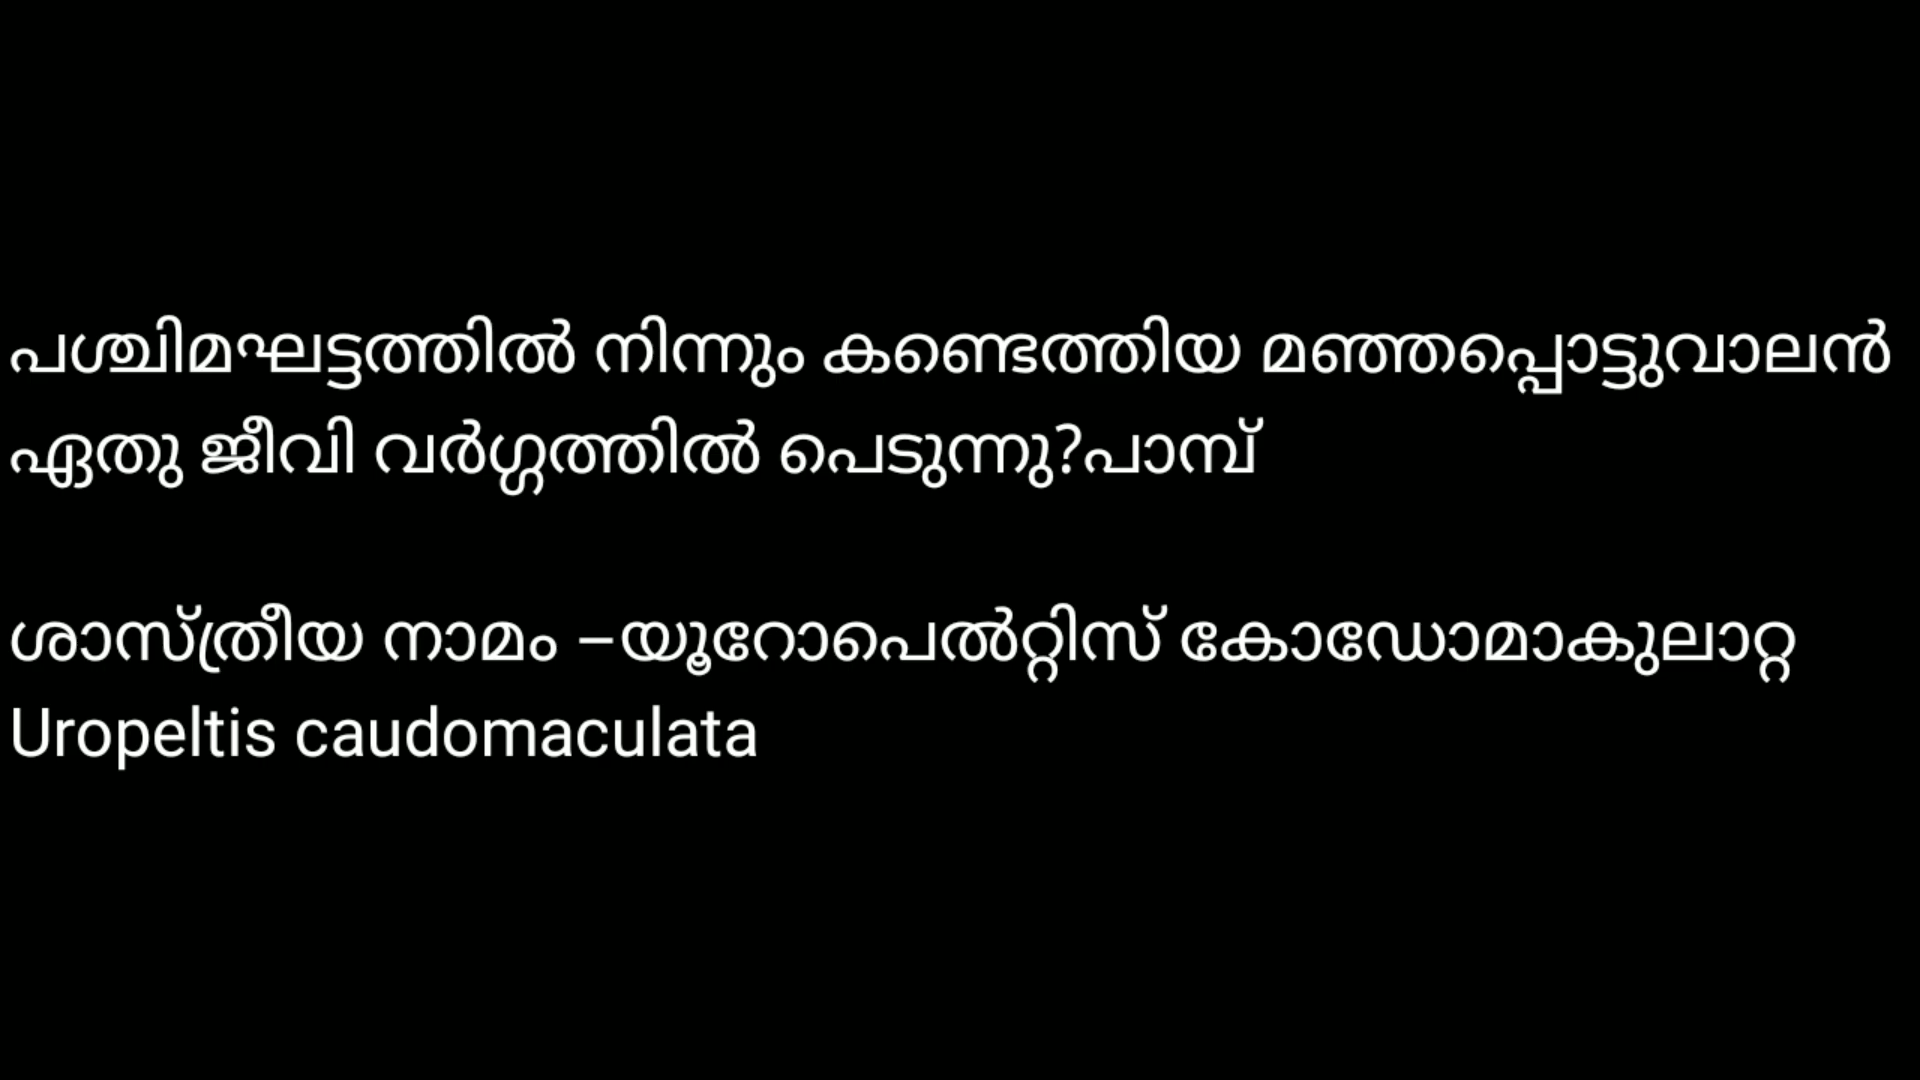 പശ്ചിമഘട്ടത്തിൽ നിന്നും കണ്ടെത്തിയ മഞ്ഞപ്പൊട്ടുവാലൻ
ഏതു ജീവി വർഗ്ഗത്തിൽ പെടുന്നു?പാമ്പ്
ശാസ്ത്രീയ നാമം –യൂറോപെൽറ്റിസ് കോഡോമാകുലാറ്റ
Uropeltis caudomaculata